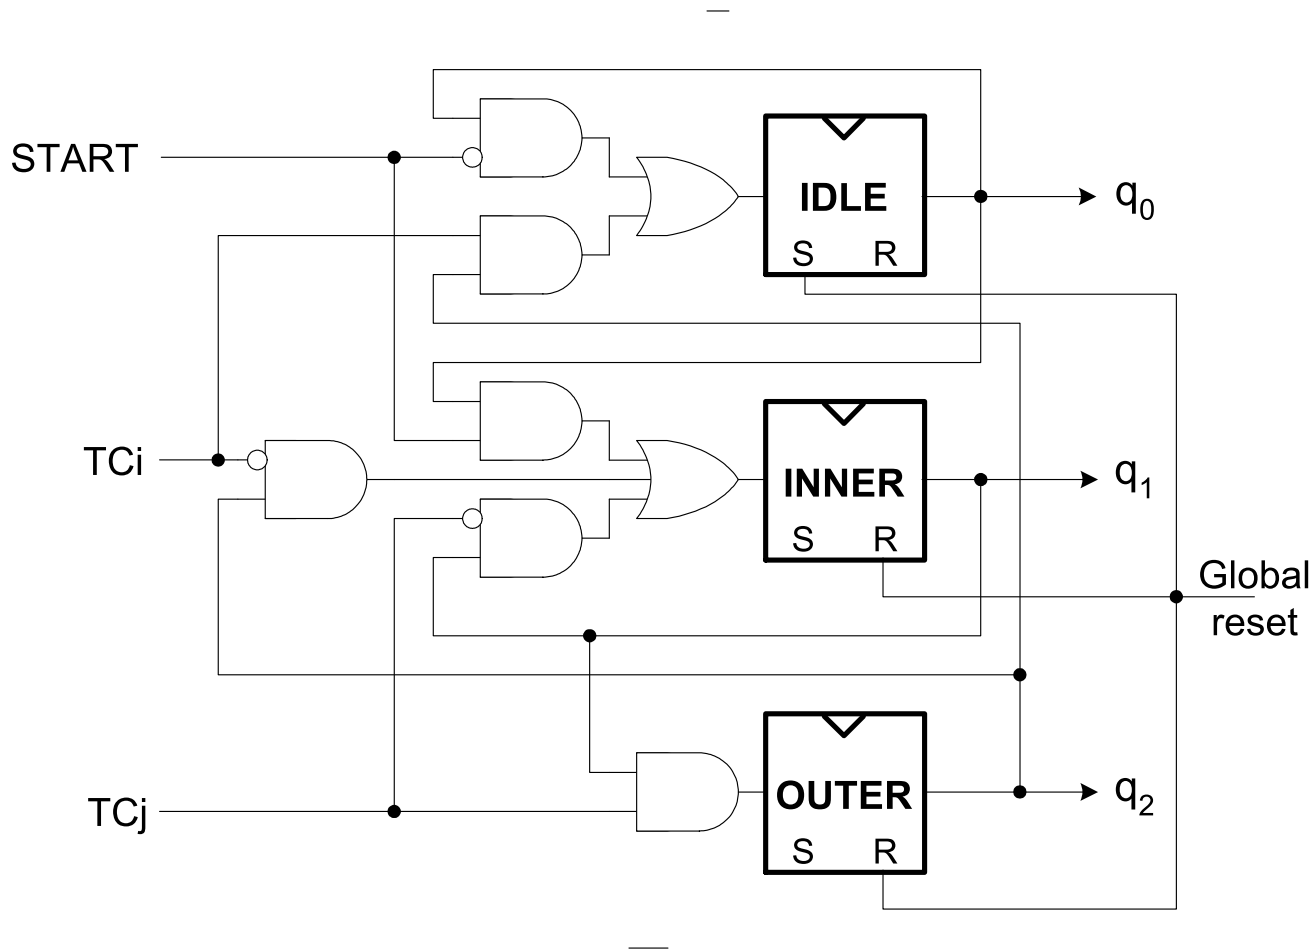 START
IDLE
S R
q0
TCi
INNER
S R
q1
Global
reset
TCj
OUTER
S R
q2